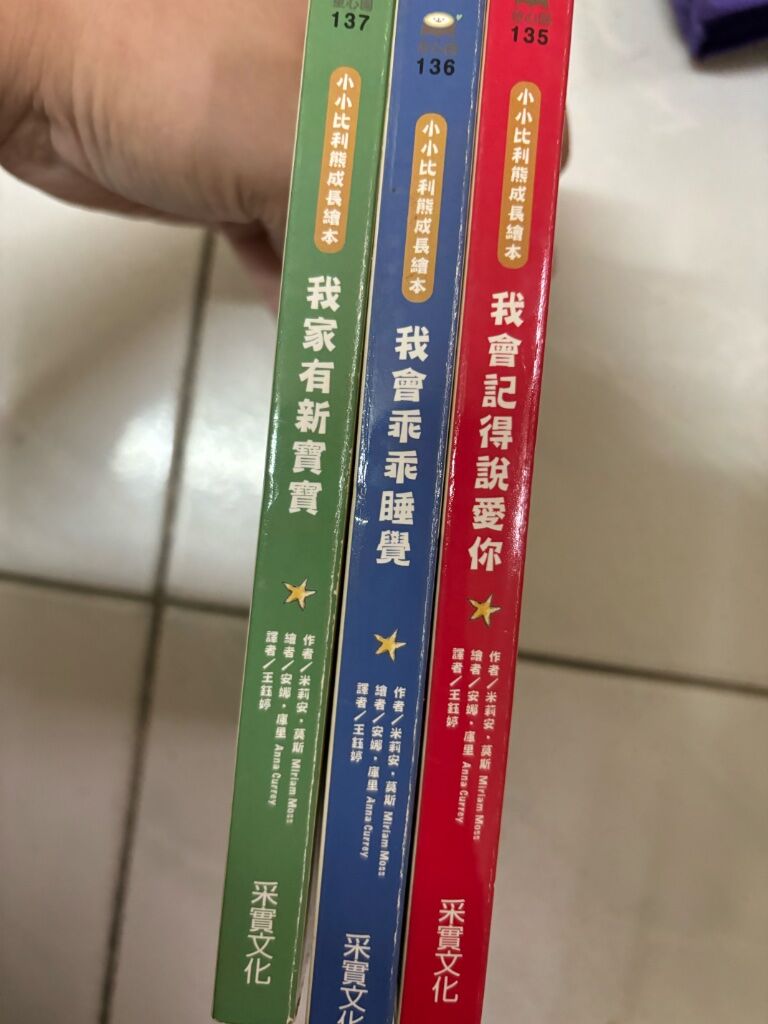 童心園
137
小小比利熊成長繪本
我家有新寶寶
作者／米莉安・莫斯 Miriam Moss
繪者／安娜・庫里 Anna Currey
譯者／王鈺婷
采實文化
136
小小比利熊成長繪本
我會乖乖睡覺
作者／米莉安・莫斯 Miriam Moss
繪者／安娜・庫里 Anna Currey
譯者／王鈺婷
采實文化
135
小小比利熊成長繪本
我會記得說愛你
作者／米莉安・莫斯 Miriam Moss
繪者／安娜・庫里 Anna Currey
譯者／王鈺婷
采實文化